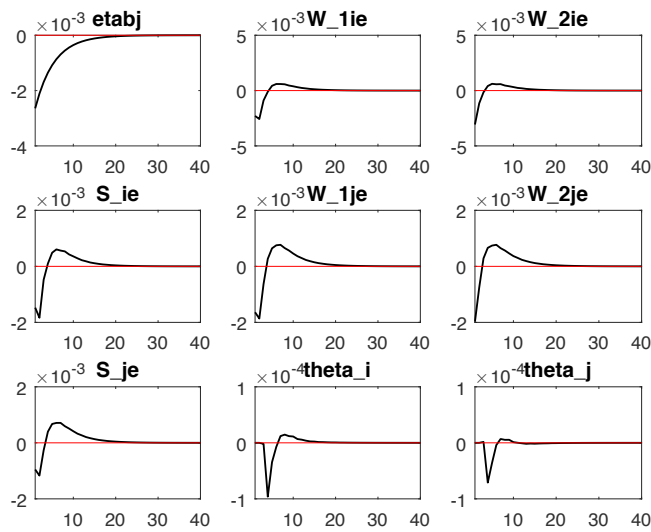 ×10⁻³ etabj
0
-2
-4
10 20 30 40
×10⁻³ W_1ie
5
0
-5
10 20 30 40
×10⁻³ W_2ie
5
0
-5
10 20 30 40
×10⁻³ S_ie
2
0
-2
10 20 30 40
×10⁻³ W_1je
2
0
-2
10 20 30 40
×10⁻³ W_2je
2
0
-2
10 20 30 40
×10⁻³ S_je
2
0
-2
10 20 30 40
×10⁻⁴ theta_i
1
0
-1
10 20 30 40
×10⁻⁴ theta_j
1
0
-1
10 20 30 40